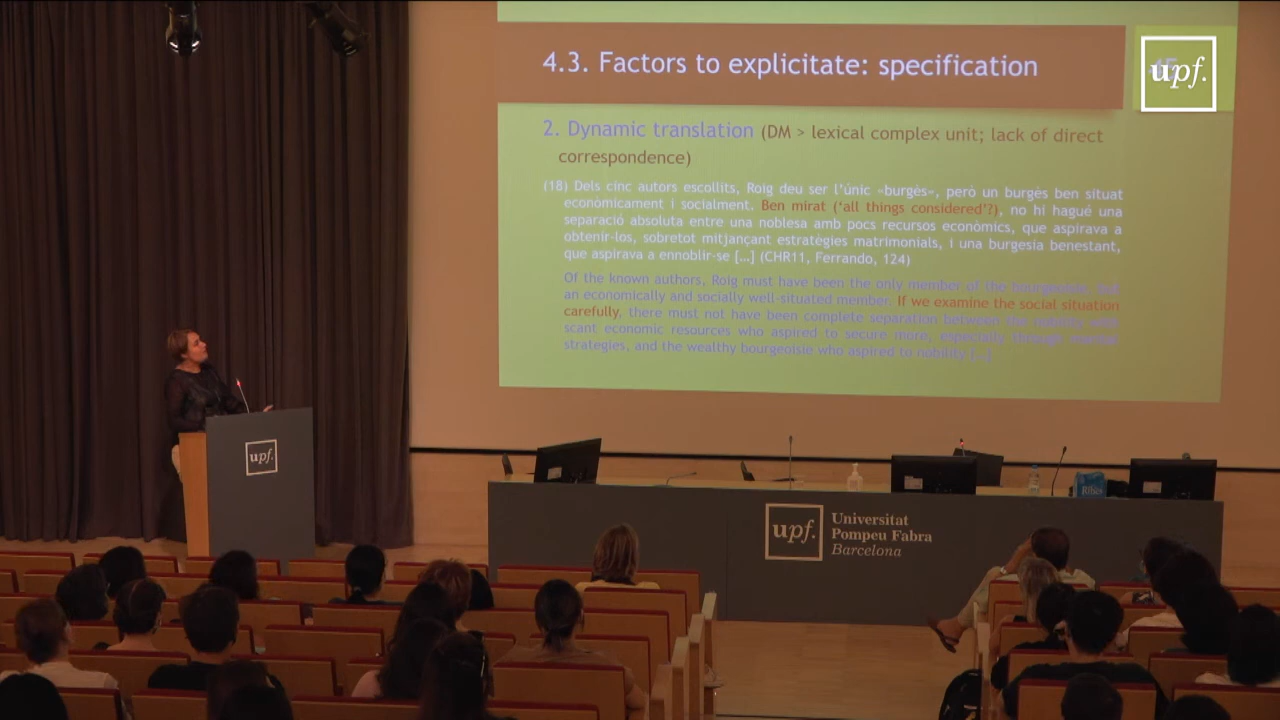 4.3. Factors to explicitate: specification
upf.
2. Dynamic translation (DM > lexical complex unit; lack of direct
correspondence)
(18) Dels cinc autors escollits, Roig deu ser l'únic «burgès», però un burgès ben situat
econòmicament i socialment. Ben mirat ('all things considered'?), no hi hagué una
separació absoluta entre una noblesa amb pocs recursos econòmics, que aspirava a
obtenir-los, sobretot mitjançant estratègies matrimonials, i una burgesia benestant,
que aspirava a ennoblir-se [...] (CHR11, Ferrando, 124)
Of the known authors, Roig must have been the only member of the bourgeoisie, but
an economically and socially well-situated member. If we examine the social situation
carefully, there must not have been complete separation between the nobility with
scant economic resources who aspired to secure more, especially through marriage
strategies, and the wealthy bourgeoisie who aspired to nobility [...]
upf.
upf.
Universitat
Pompeu Fabra
Barcelona